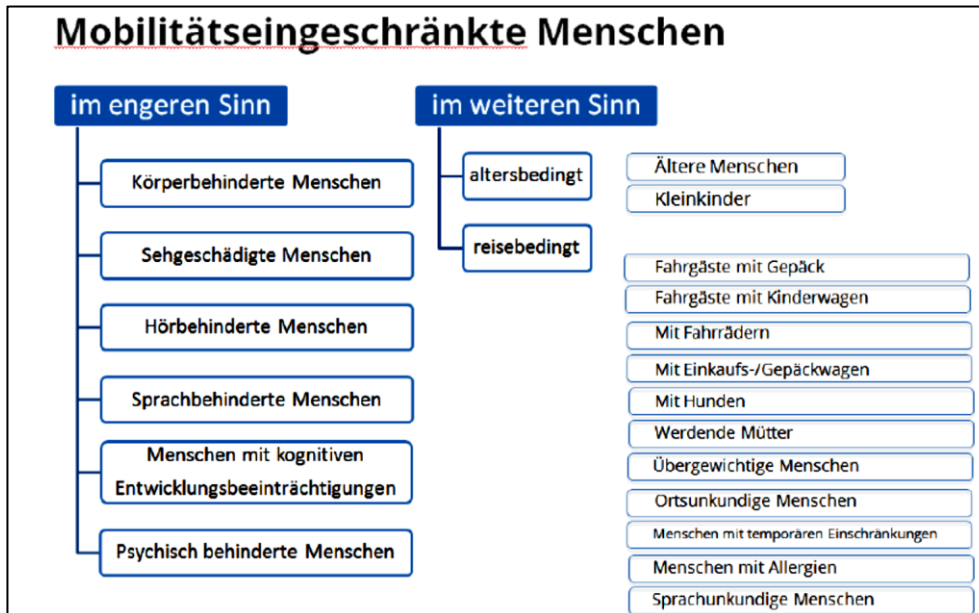 Mobilitätseingeschränkte Menschen
im engeren Sinn
Körperbehinderte Menschen
Sehgeschädigte Menschen
Hörbehinderte Menschen
Sprachbehinderte Menschen
Menschen mit kognitiven
Entwicklungsbeeinträchtigungen
Psychisch behinderte Menschen
im weiteren Sinn
altersbedingt
Ältere Menschen
Kleinkinder
reisebedingt
Fahrgäste mit Gepäck
Fahrgäste mit Kinderwagen
Mit Fahrrädern
Mit Einkaufs-/Gepäckwagen
Mit Hunden
Werdende Mütter
Übergewichtige Menschen
Ortsunkundige Menschen
Menschen mit temporären Einschränkungen
Menschen mit Allergien
Sprachunkundige Menschen